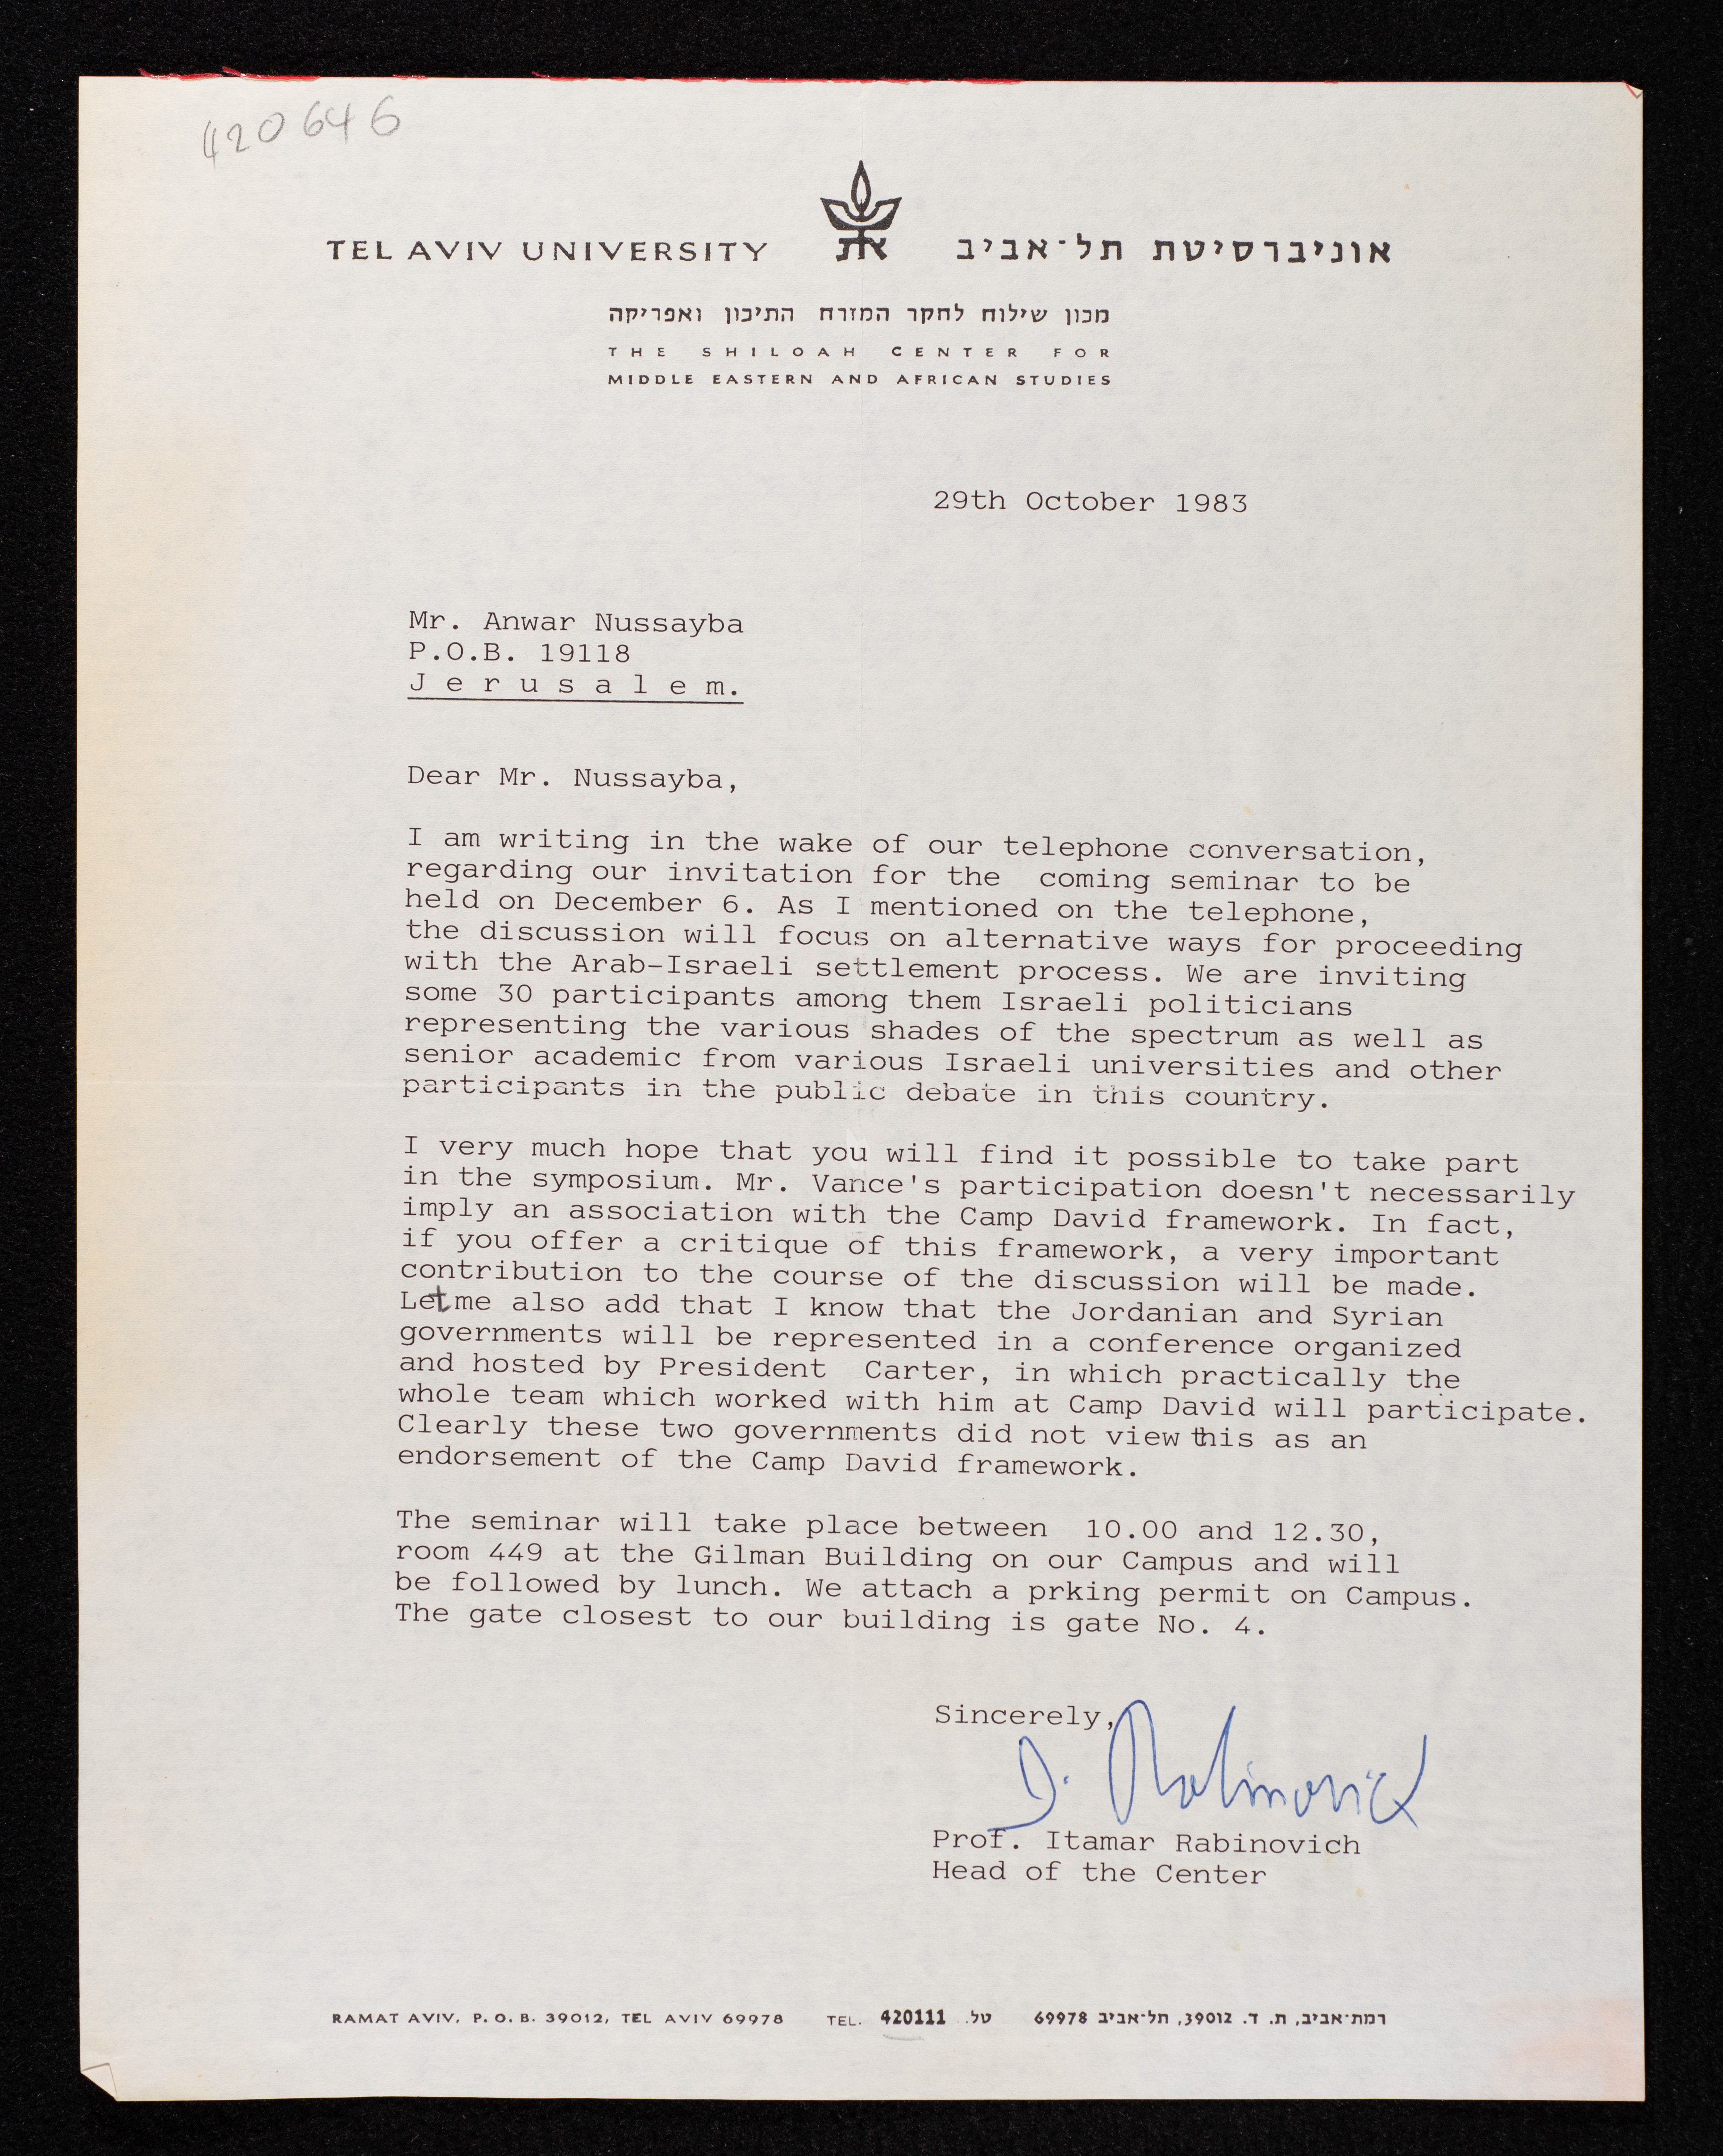 420646
TEL AVIV UNIVERSITY את אוניברסיטת תל-אביב
מכון שילוח לחקר המזרח התיכון ואפריקה
THE SHILOAH CENTER FOR
MIDDLE EASTERN AND AFRICAN STUDIES
29th October 1983
Mr. Anwar Nussayba
P.O.B. 19118
J e r u s a l e m.
Dear Mr. Nussayba,
I am writing in the wake of our telephone conversation,
regarding our invitation for the coming seminar to be
held on December 6. As I mentioned on the telephone,
the discussion will focus on alternative ways for proceeding
with the Arab-Israeli settlement process. We are inviting
some 30 participants among them Israeli politicians
representing the various shades of the spectrum as well as
senior academic from various Israeli universities and other
participants in the public debate in this country.
I very much hope that you will find it possible to take part
in the symposium. Mr. Vance's participation doesn't necessarily
imply an association with the Camp David framework. In fact,
if you offer a critique of this framework, a very important
contribution to the course of the discussion will be made.
Let me also add that I know that the Jordanian and Syrian
governments will be represented in a conference organized
and hosted by President Carter, in which practically the
whole team which worked with him at Camp David will participate.
Clearly these two governments did not view this as an
endorsement of the Camp David framework.
The seminar will take place between 10.00 and 12.30,
room 449 at the Gilman Building on our Campus and will
be followed by lunch. We attach a prking permit on Campus.
The gate closest to our building is gate No. 4.
Sincerely,
I. Rabinovich
Prof. Itamar Rabinovich
Head of the Center
RAMAT AVIV, P.O.B. 39012, TEL AVIV 69978 TEL. 420111 טל. רמת-אביב, ת. ד. 39012, תל-אביב 69978